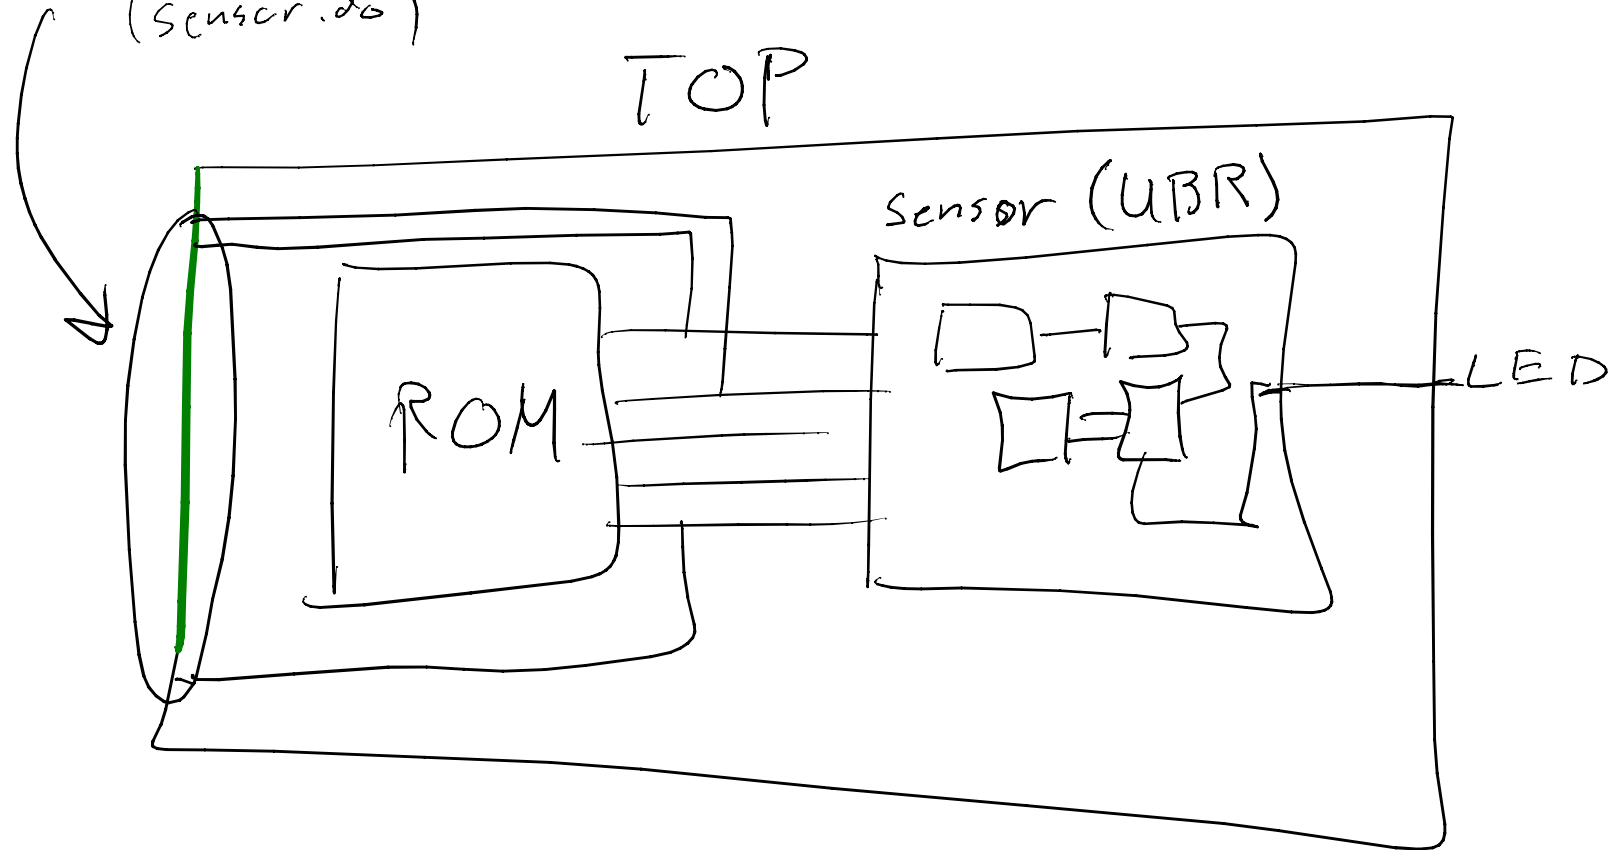 (sensor.do)
TOP
sensor (UBR)
ROM
LED